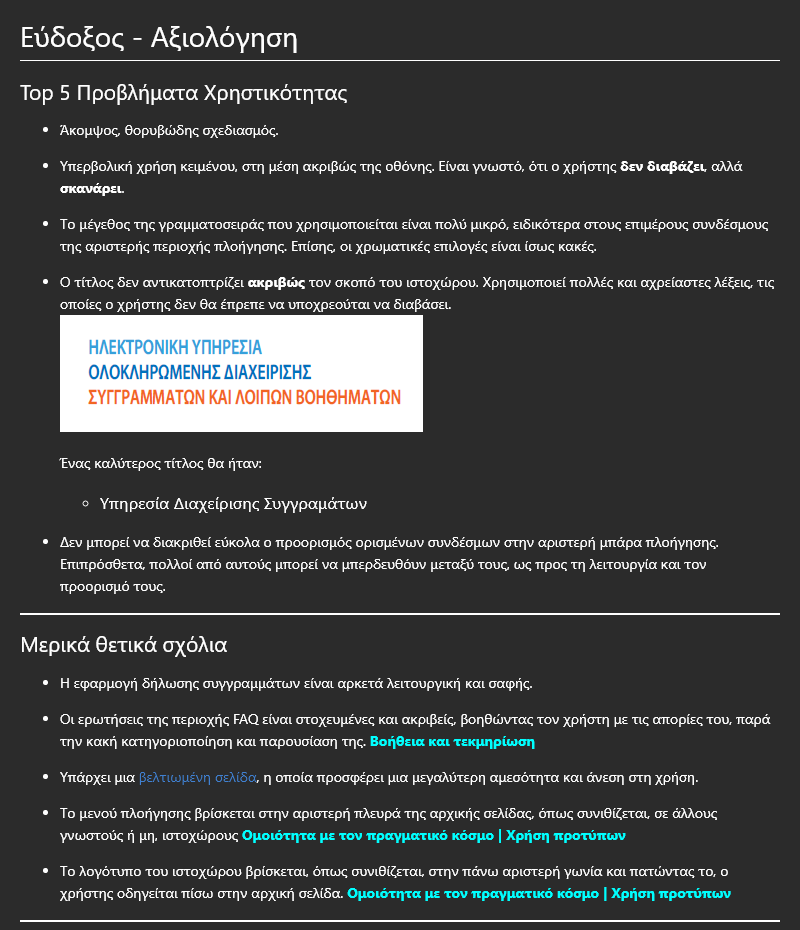 Εύδοξος - Αξιολόγηση
Top 5 Προβλήματα Χρηστικότητας
Άκομψος, θορυβώδης σχεδιασμός.
Υπερβολική χρήση κειμένου, στη μέση ακριβώς της οθόνης. Είναι γνωστό, ότι ο χρήστης δεν διαβάζει, αλλά
σκανάρει.
Το μέγεθος της γραμματοσειράς που χρησιμοποιείται είναι πολύ μικρό, ειδικότερα στους επιμέρους συνδέσμους
της αριστερής περιοχής πλοήγησης. Επίσης, οι χρωματικές επιλογές είναι ίσως κακές.
Ο τίτλος δεν αντικατοπτρίζει ακριβώς τον σκοπό του ιστοχώρου. Χρησιμοποιεί πολλές και αχρείαστες λέξεις, τις
οποίες ο χρήστης δεν θα έπρεπε να υποχρεούται να διαβάσει.
ΗΛΕΚΤΡΟΝΙΚΗ ΥΠΗΡΕΣΙΑ
ΟΛΟΚΛΗΡΩΜΕΝΗΣ ΔΙΑΧΕΙΡΙΣΗΣ
ΣΥΓΓΡΑΜΜΑΤΩΝ ΚΑΙ ΛΟΙΠΩΝ ΒΟΗΘΗΜΑΤΩΝ
Ένας καλύτερος τίτλος θα ήταν:
Υπηρεσία Διαχείρισης Συγγραμάτων
Δεν μπορεί να διακριθεί εύκολα ο προορισμός ορισμένων συνδέσμων στην αριστερή μπάρα πλοήγησης.
Επιπρόσθετα, πολλοί από αυτούς μπορεί να μπερδευθούν μεταξύ τους, ως προς τη λειτουργία και τον
προορισμό τους.
Μερικά θετικά σχόλια
Η εφαρμογή δήλωσης συγγραμμάτων είναι αρκετά λειτουργική και σαφής.
Οι ερωτήσεις της περιοχής FAQ είναι στοχευμένες και ακριβείς, βοηθώντας τον χρήστη με τις απορίες του, παρά
την κακή κατηγοριοποίηση και παρουσίαση της. Βοήθεια και τεκμηρίωση
Υπάρχει μια βελτιωμένη σελίδα, η οποία προσφέρει μια μεγαλύτερη αμεσότητα και άνεση στη χρήση.
Το μενού πλοήγησης βρίσκεται στην αριστερή πλευρά της αρχικής σελίδας, όπως συνιθίζεται, σε άλλους
γνωστούς ή μη, ιστοχώρους Ομοιότητα με τον πραγματικό κόσμο | Χρήση προτύπων
Το λογότυπο του ιστοχώρου βρίσκεται, όπως συνιθίζεται, στην πάνω αριστερή γωνία και πατώντας το, ο
χρήστης οδηγείται πίσω στην αρχική σελίδα. Ομοιότητα με τον πραγματικό κόσμο | Χρήση προτύπων